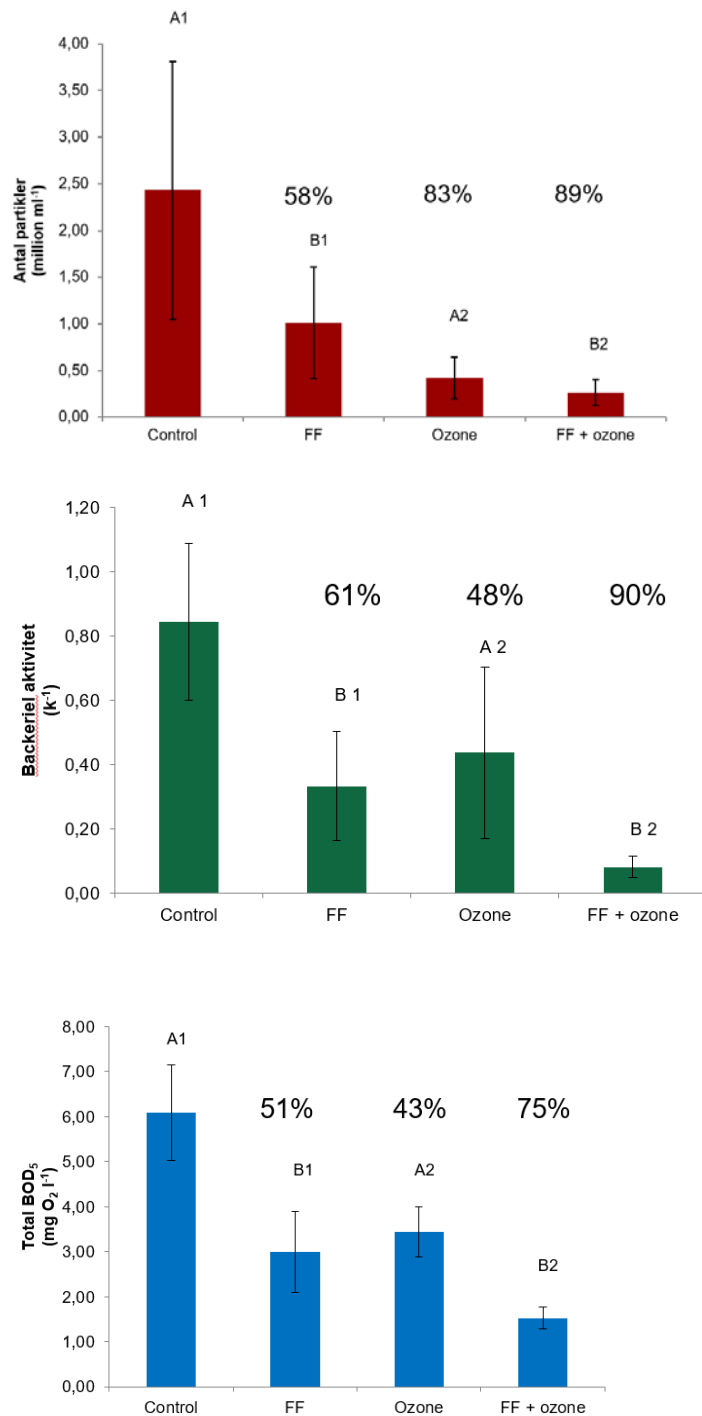 A1
4,00
3,50
3,00
2,50
2,00
1,50
1,00
0,50
0,00
Antal partikler
(million ml⁻¹)
58%
83%
89%
B1
A2
B2
Control
FF
Ozone
FF + ozone
A 1
1,20
1,00
0,80
0,60
0,40
0,20
0,00
Backeriel aktivitet
(k⁻¹)
61%
48%
90%
A 2
B 1
B 2
Control
FF
Ozone
FF + ozone
8,00
7,00
6,00
5,00
4,00
3,00
2,00
1,00
0,00
Total BOD₅
(mg O₂ l⁻¹)
A1
51%
43%
75%
B1
A2
B2
Control
FF
Ozone
FF + ozone